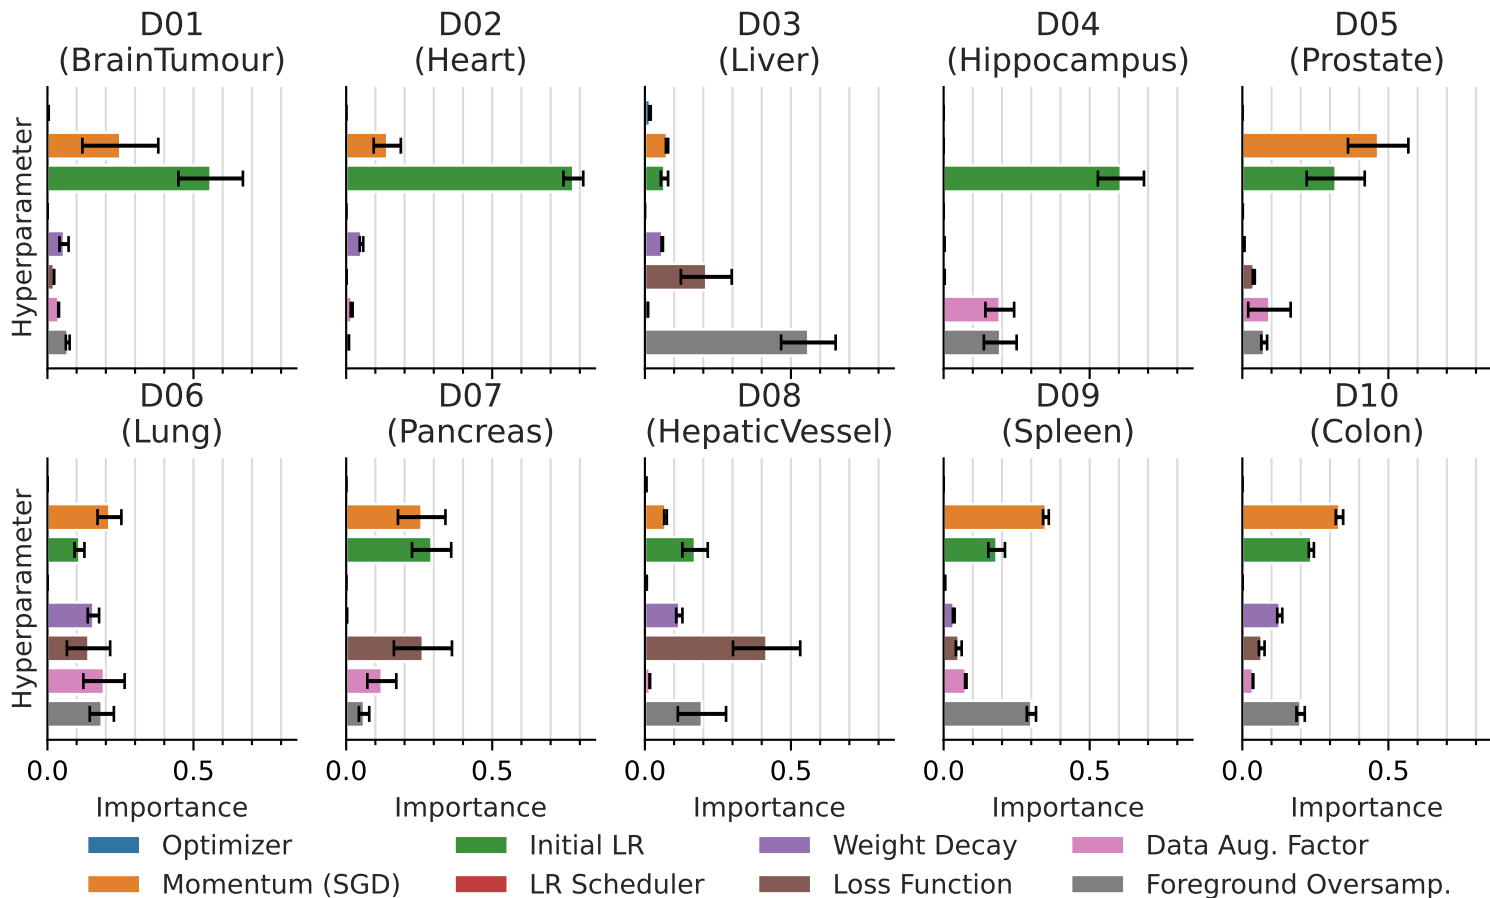 D01 D02 D03 D04 D05
(BrainTumour) (Heart) (Liver) (Hippocampus) (Prostate)
Hyperparameter
D06 D07 D08 D09 D10
(Lung) (Pancreas) (HepaticVessel) (Spleen) (Colon)
Hyperparameter
0.0 0.5 0.0 0.5 0.0 0.5 0.0 0.5 0.0 0.5
Importance Importance Importance Importance Importance
Optimizer Initial LR Weight Decay Data Aug. Factor
Momentum (SGD) LR Scheduler Loss Function Foreground Oversamp.